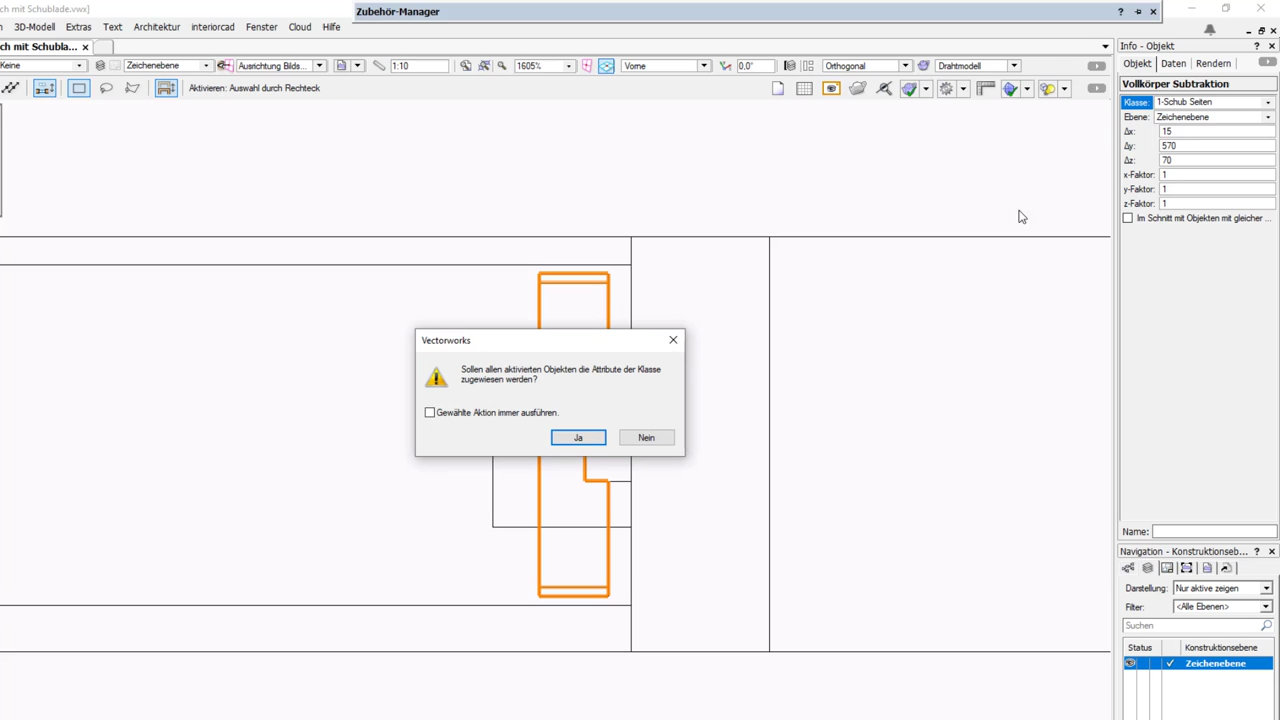 ch mit Schublade.vwx]
Zubehör-Manager
?
3D-Modell Extras Text Architektur interiorcad Fenster Cloud Hilfe
ch mit Schubla...
Keine
Zeichenebene
Ausrichtung Bilds...
1:10
1605%
Vorne
0,0°
Orthogonal
Drahtmodell
Aktivieren: Auswahl durch Rechteck
Info - Objekt ?
Objekt Daten Rendern
Vollkörper Subtraktion
Klasse: 1-Schub Seiten
Ebene: Zeichenebene
Δx: 15
Δy: 570
Δz: 70
x-Faktor: 1
y-Faktor: 1
z-Faktor: 1
Im Schnitt mit Objekten mit gleicher ...
Vectorworks
Sollen allen aktivierten Objekten die Attribute der Klasse
zugewiesen werden?
Gewählte Aktion immer ausführen.
Ja Nein
Name:
Navigation - Konstruktionseb... ?
Darstellung: Nur aktive zeigen
Filter: <Alle Ebenen>
Suchen
Status Konstruktionsebene
Zeichenebene